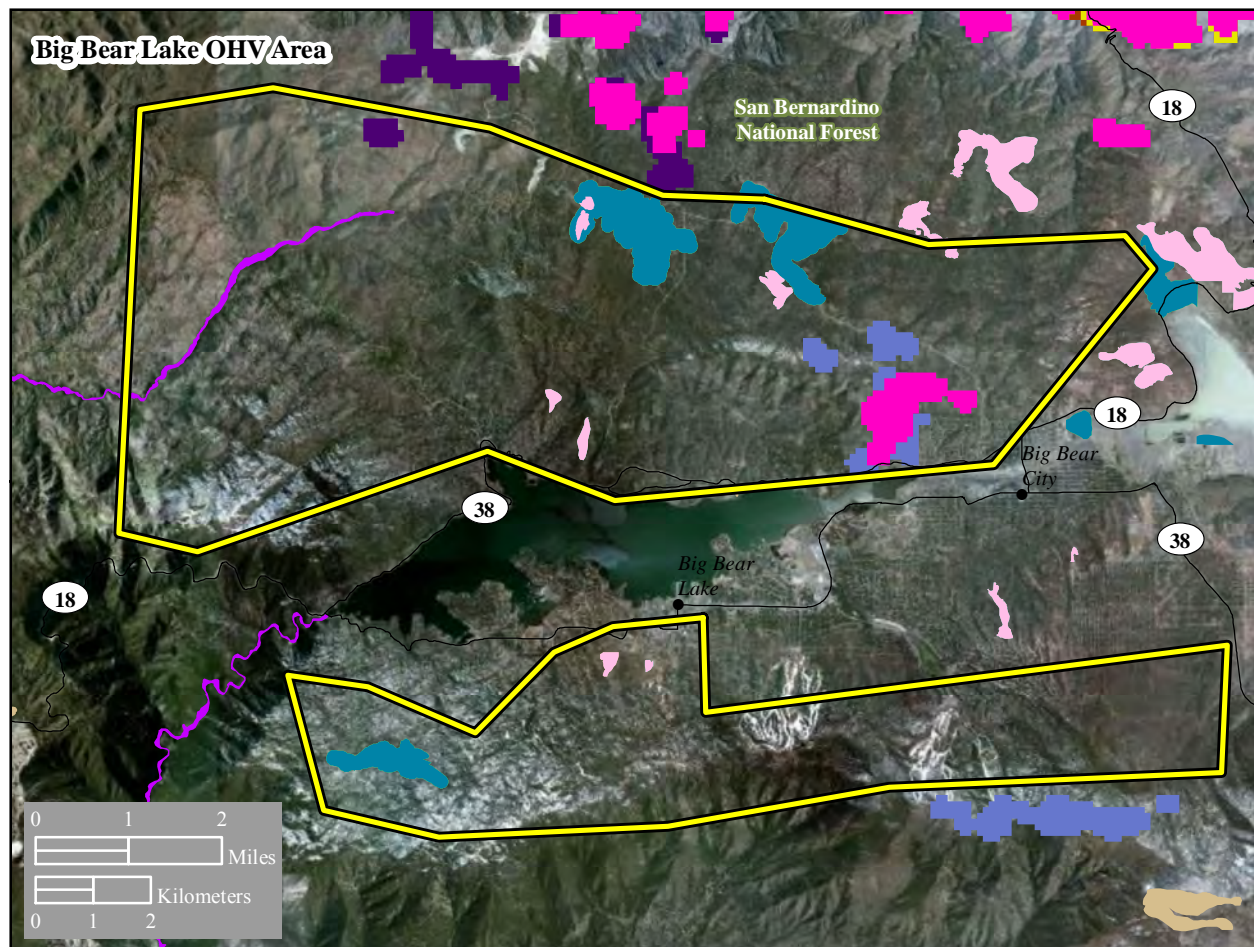 Big Bear Lake OHV Area
San Bernardino
National Forest
18
18
Big Bear
City
38
38
Big Bear
Lake
18
0 1 2
Miles
Kilometers
0 1 2